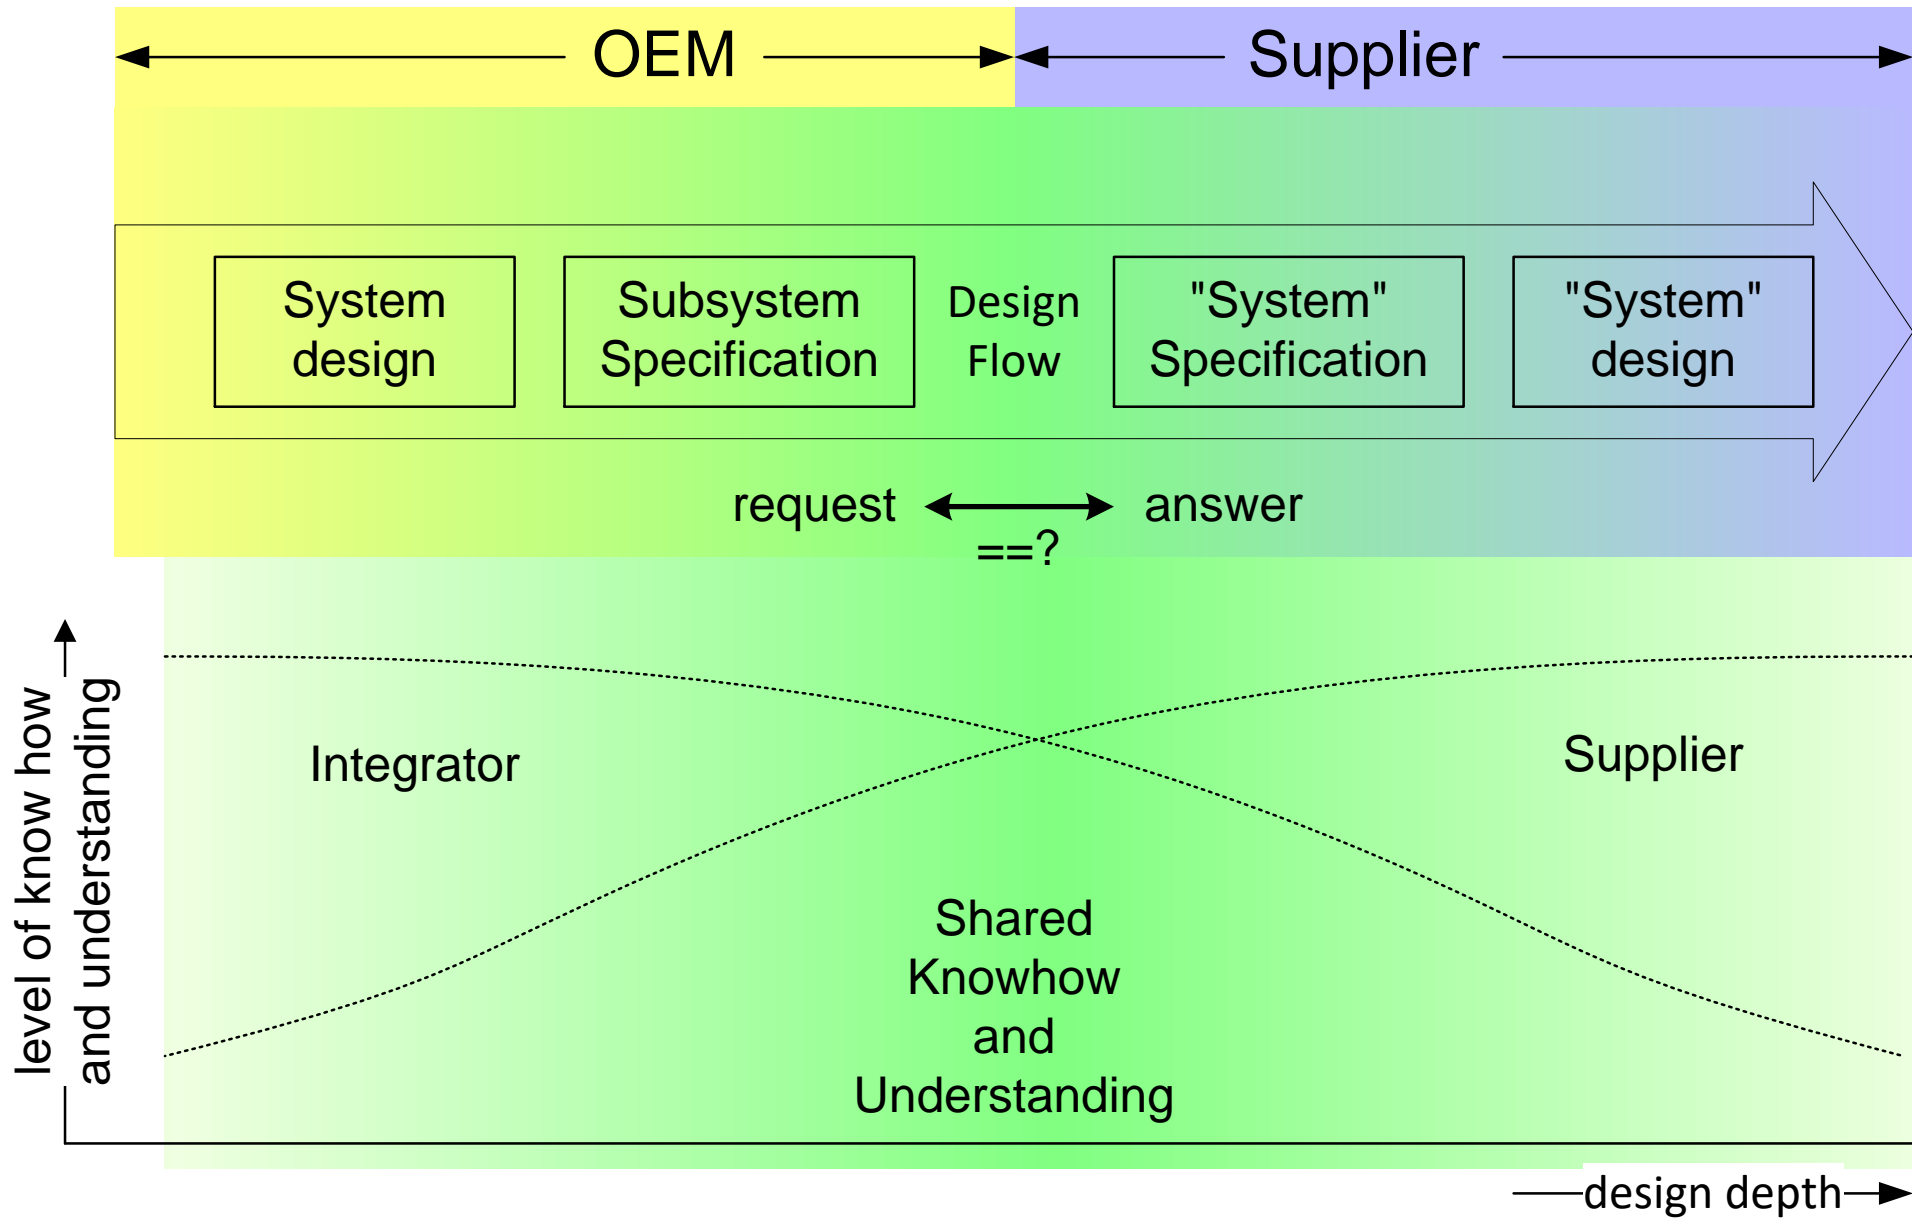 OEM
Supplier
System
design
Subsystem
Specification
Design
Flow
"System"
Specification
"System"
design
request
answer
==?
level of know how
and understanding
Integrator
Supplier
Shared
Knowhow
and
Understanding
design depth